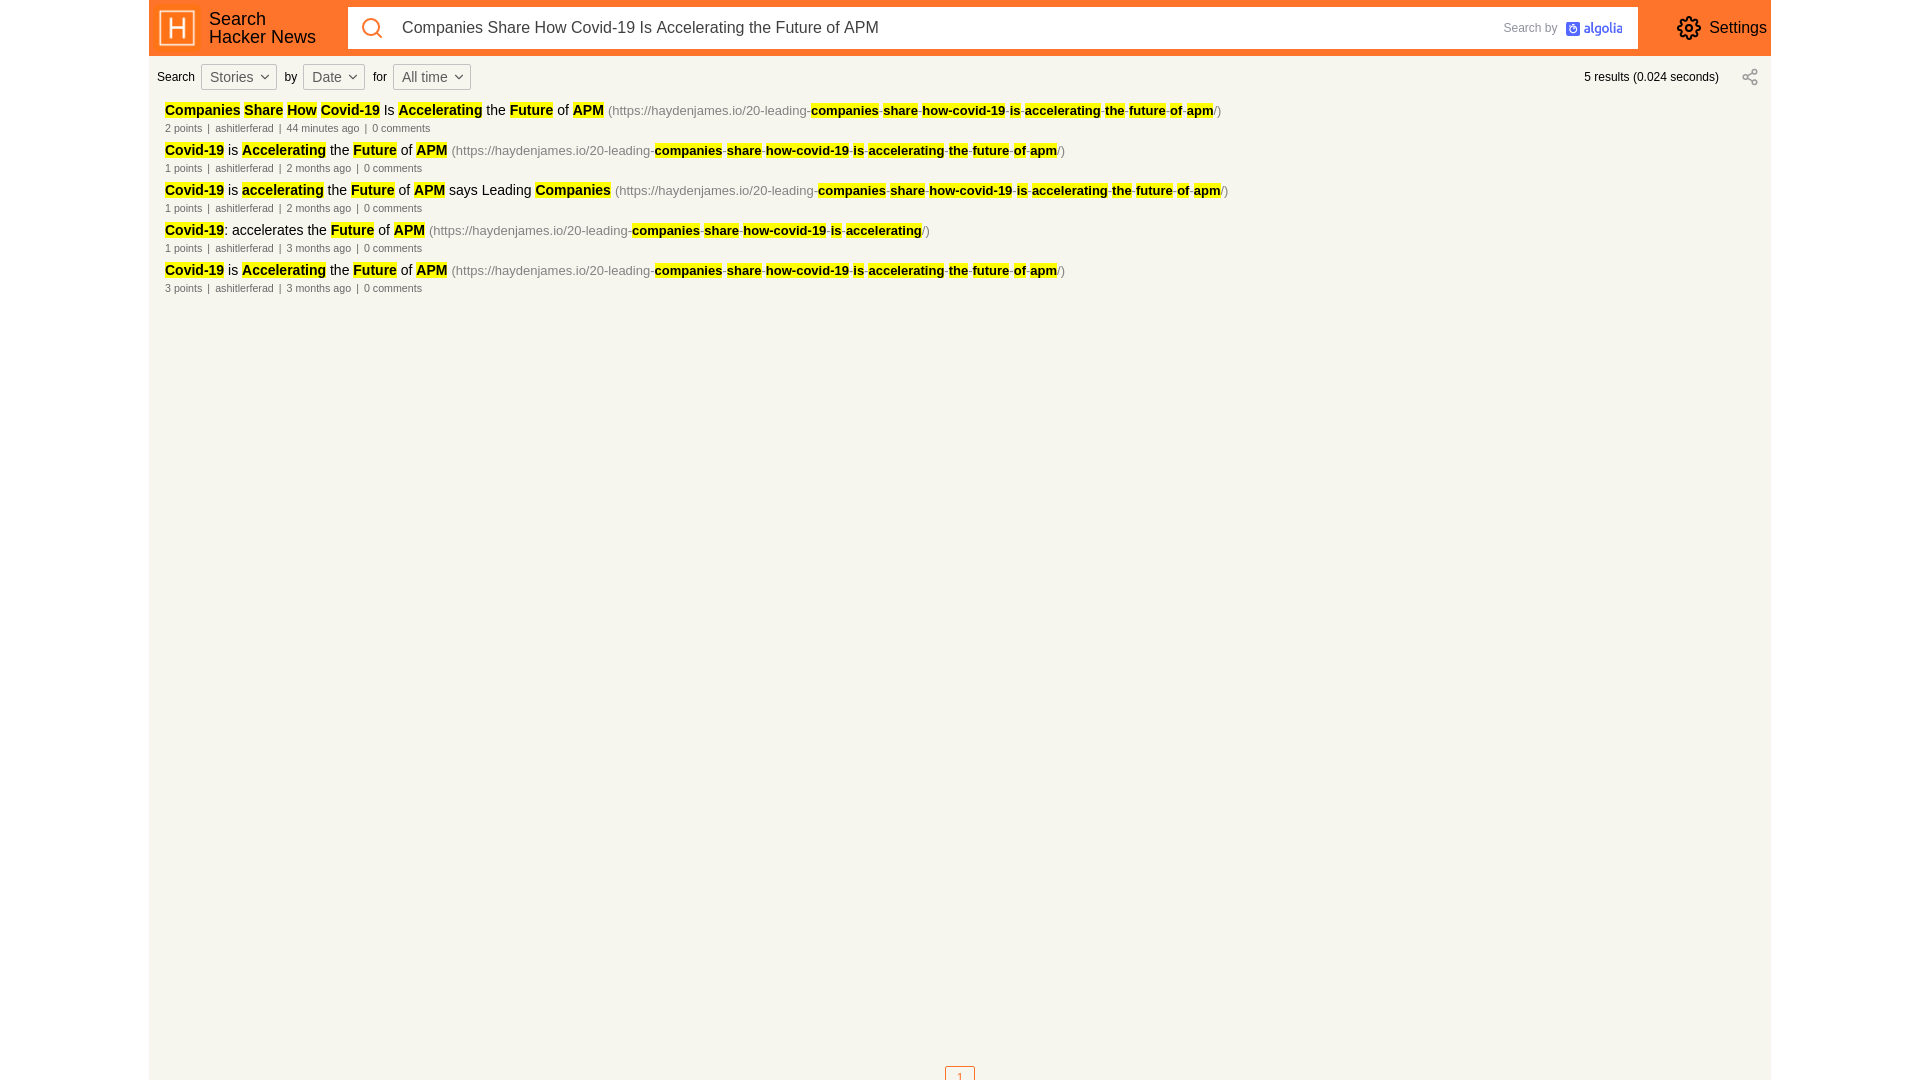 Search
Hacker News
Companies Share How Covid-19 Is Accelerating the Future of APM
Search by algolia
Settings
Search Stories by Date for All time
5 results (0.024 seconds)
Companies Share How Covid-19 Is Accelerating the Future of APM (https://haydenjames.io/20-leading-companies-share-how-covid-19-is-accelerating-the-future-of-apm/)
2 points | ashitlerferad | 44 minutes ago | 0 comments
Covid-19 is Accelerating the Future of APM (https://haydenjames.io/20-leading-companies-share-how-covid-19-is-accelerating-the-future-of-apm/)
1 points | ashitlerferad | 2 months ago | 0 comments
Covid-19 is accelerating the Future of APM says Leading Companies (https://haydenjames.io/20-leading-companies-share-how-covid-19-is-accelerating-the-future-of-apm/)
1 points | ashitlerferad | 2 months ago | 0 comments
Covid-19: accelerates the Future of APM (https://haydenjames.io/20-leading-companies-share-how-covid-19-is-accelerating/)
1 points | ashitlerferad | 3 months ago | 0 comments
Covid-19 is Accelerating the Future of APM (https://haydenjames.io/20-leading-companies-share-how-covid-19-is-accelerating-the-future-of-apm/)
3 points | ashitlerferad | 3 months ago | 0 comments
1